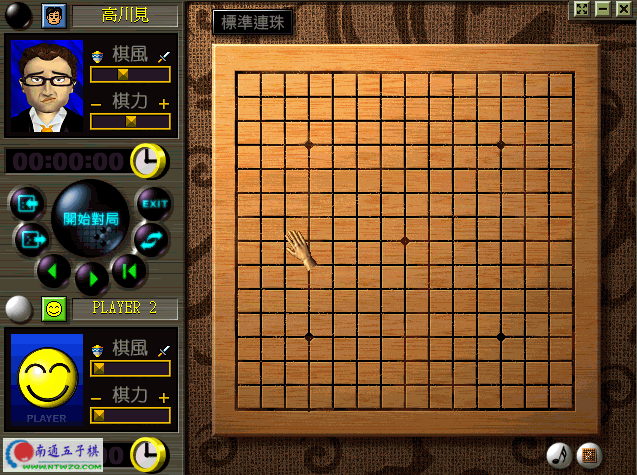 高川見
標準連珠
棋風
棋力
00:00:00
開始對局
EXIT
PLAYER 2
棋風
棋力
PLAYER
南通五子棋
WWW.NTWZQ.COM